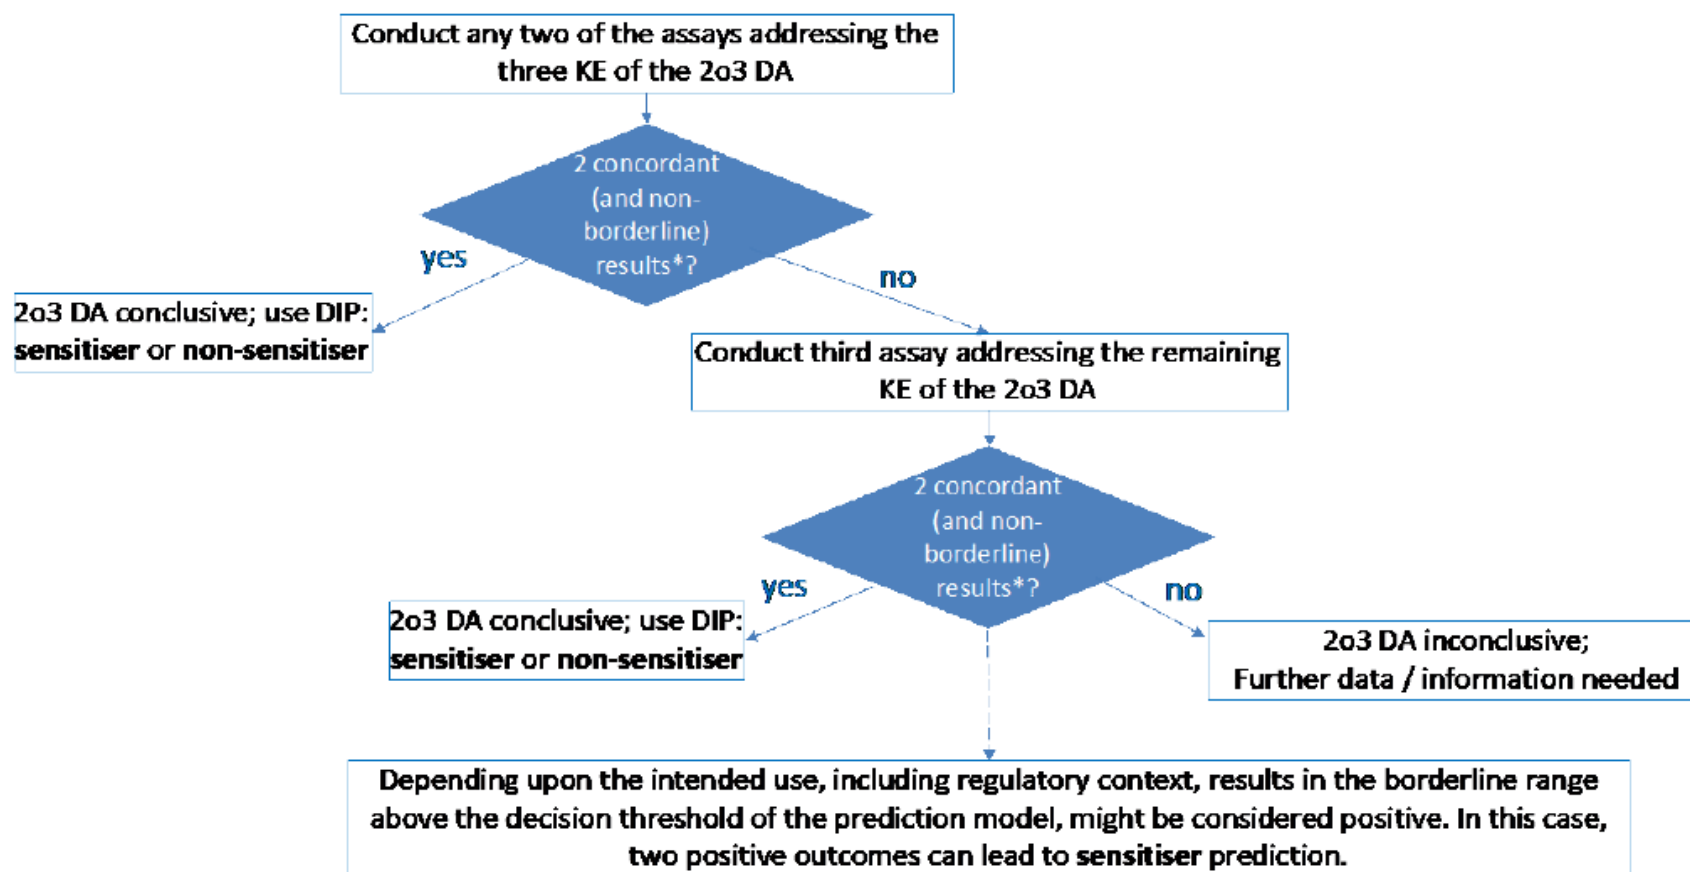 Conduct any two of the assays addressing the
three KE of the 2o3 DA
2 concordant
(and non-
borderline)
results*?
yes
no
2o3 DA conclusive; use DIP:
sensitiser or non-sensitiser
Conduct third assay addressing the remaining
KE of the 2o3 DA
2 concordant
(and non-
borderline)
results*?
yes
no
2o3 DA conclusive; use DIP:
sensitiser or non-sensitiser
2o3 DA inconclusive;
Further data / information needed
Depending upon the intended use, including regulatory context, results in the borderline range
above the decision threshold of the prediction model, might be considered positive. In this case,
two positive outcomes can lead to sensitiser prediction.